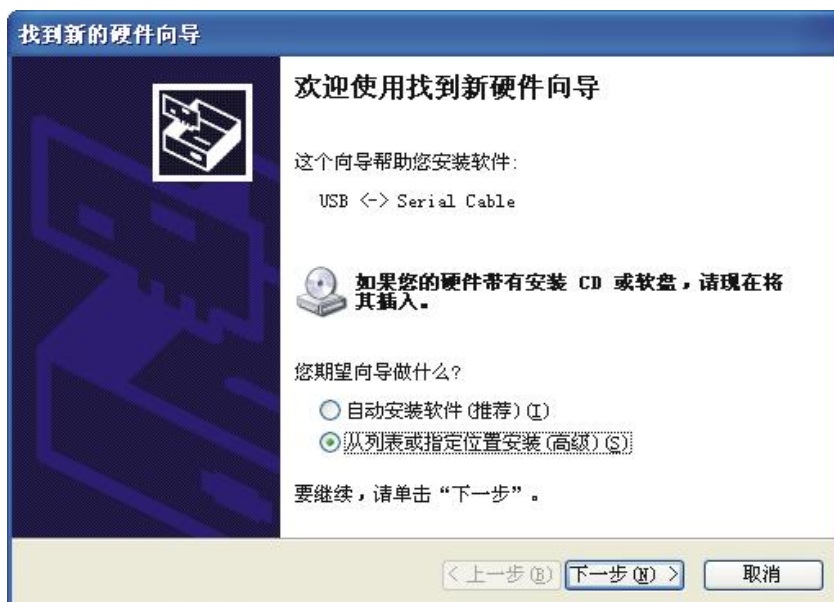 找到新的硬件向导
欢迎使用找到新硬件向导
这个向导帮助您安装软件:
USB <-> Serial Cable
如果您的硬件带有安装 CD 或软盘，请现在将
其插入。
您期望向导做什么?
自动安装软件(推荐)(I)
从列表或指定位置安装(高级)(S)
要继续，请单击“下一步”。
< 上一步(B)
下一步(N) >
取消